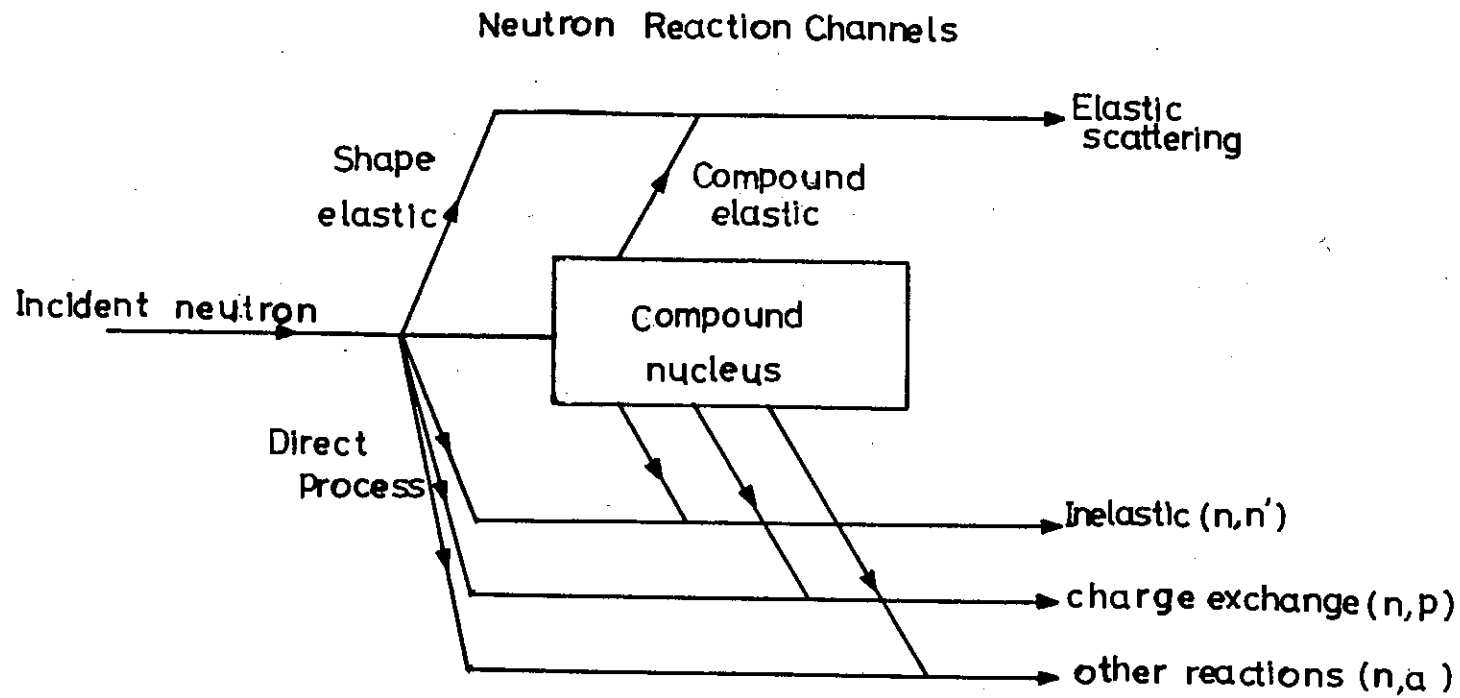 Neutron Reaction Channels
Elastic
scattering
Shape
elastic
Compound
elastic
Incident neutron
Compound
nucleus
Direct
Process
Inelastic (n,n')
charge exchange (n,p)
other reactions (n,a)